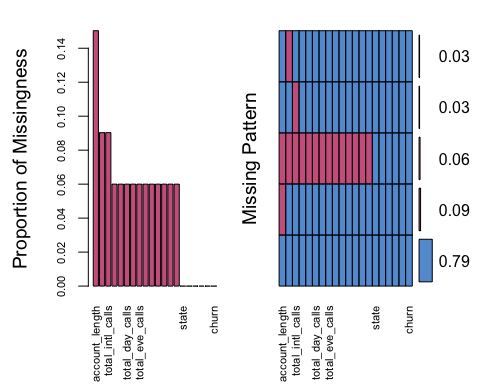 Proportion of Missingness
0.14
0.12
0.10
0.08
0.06
0.04
0.02
0.00
account_length
total_intl_calls
total_day_calls
total_eve_calls
state
churn
Missing Pattern
0.03
0.03
0.06
0.09
0.79
account_length
total_intl_calls
total_day_calls
total_eve_calls
state
churn